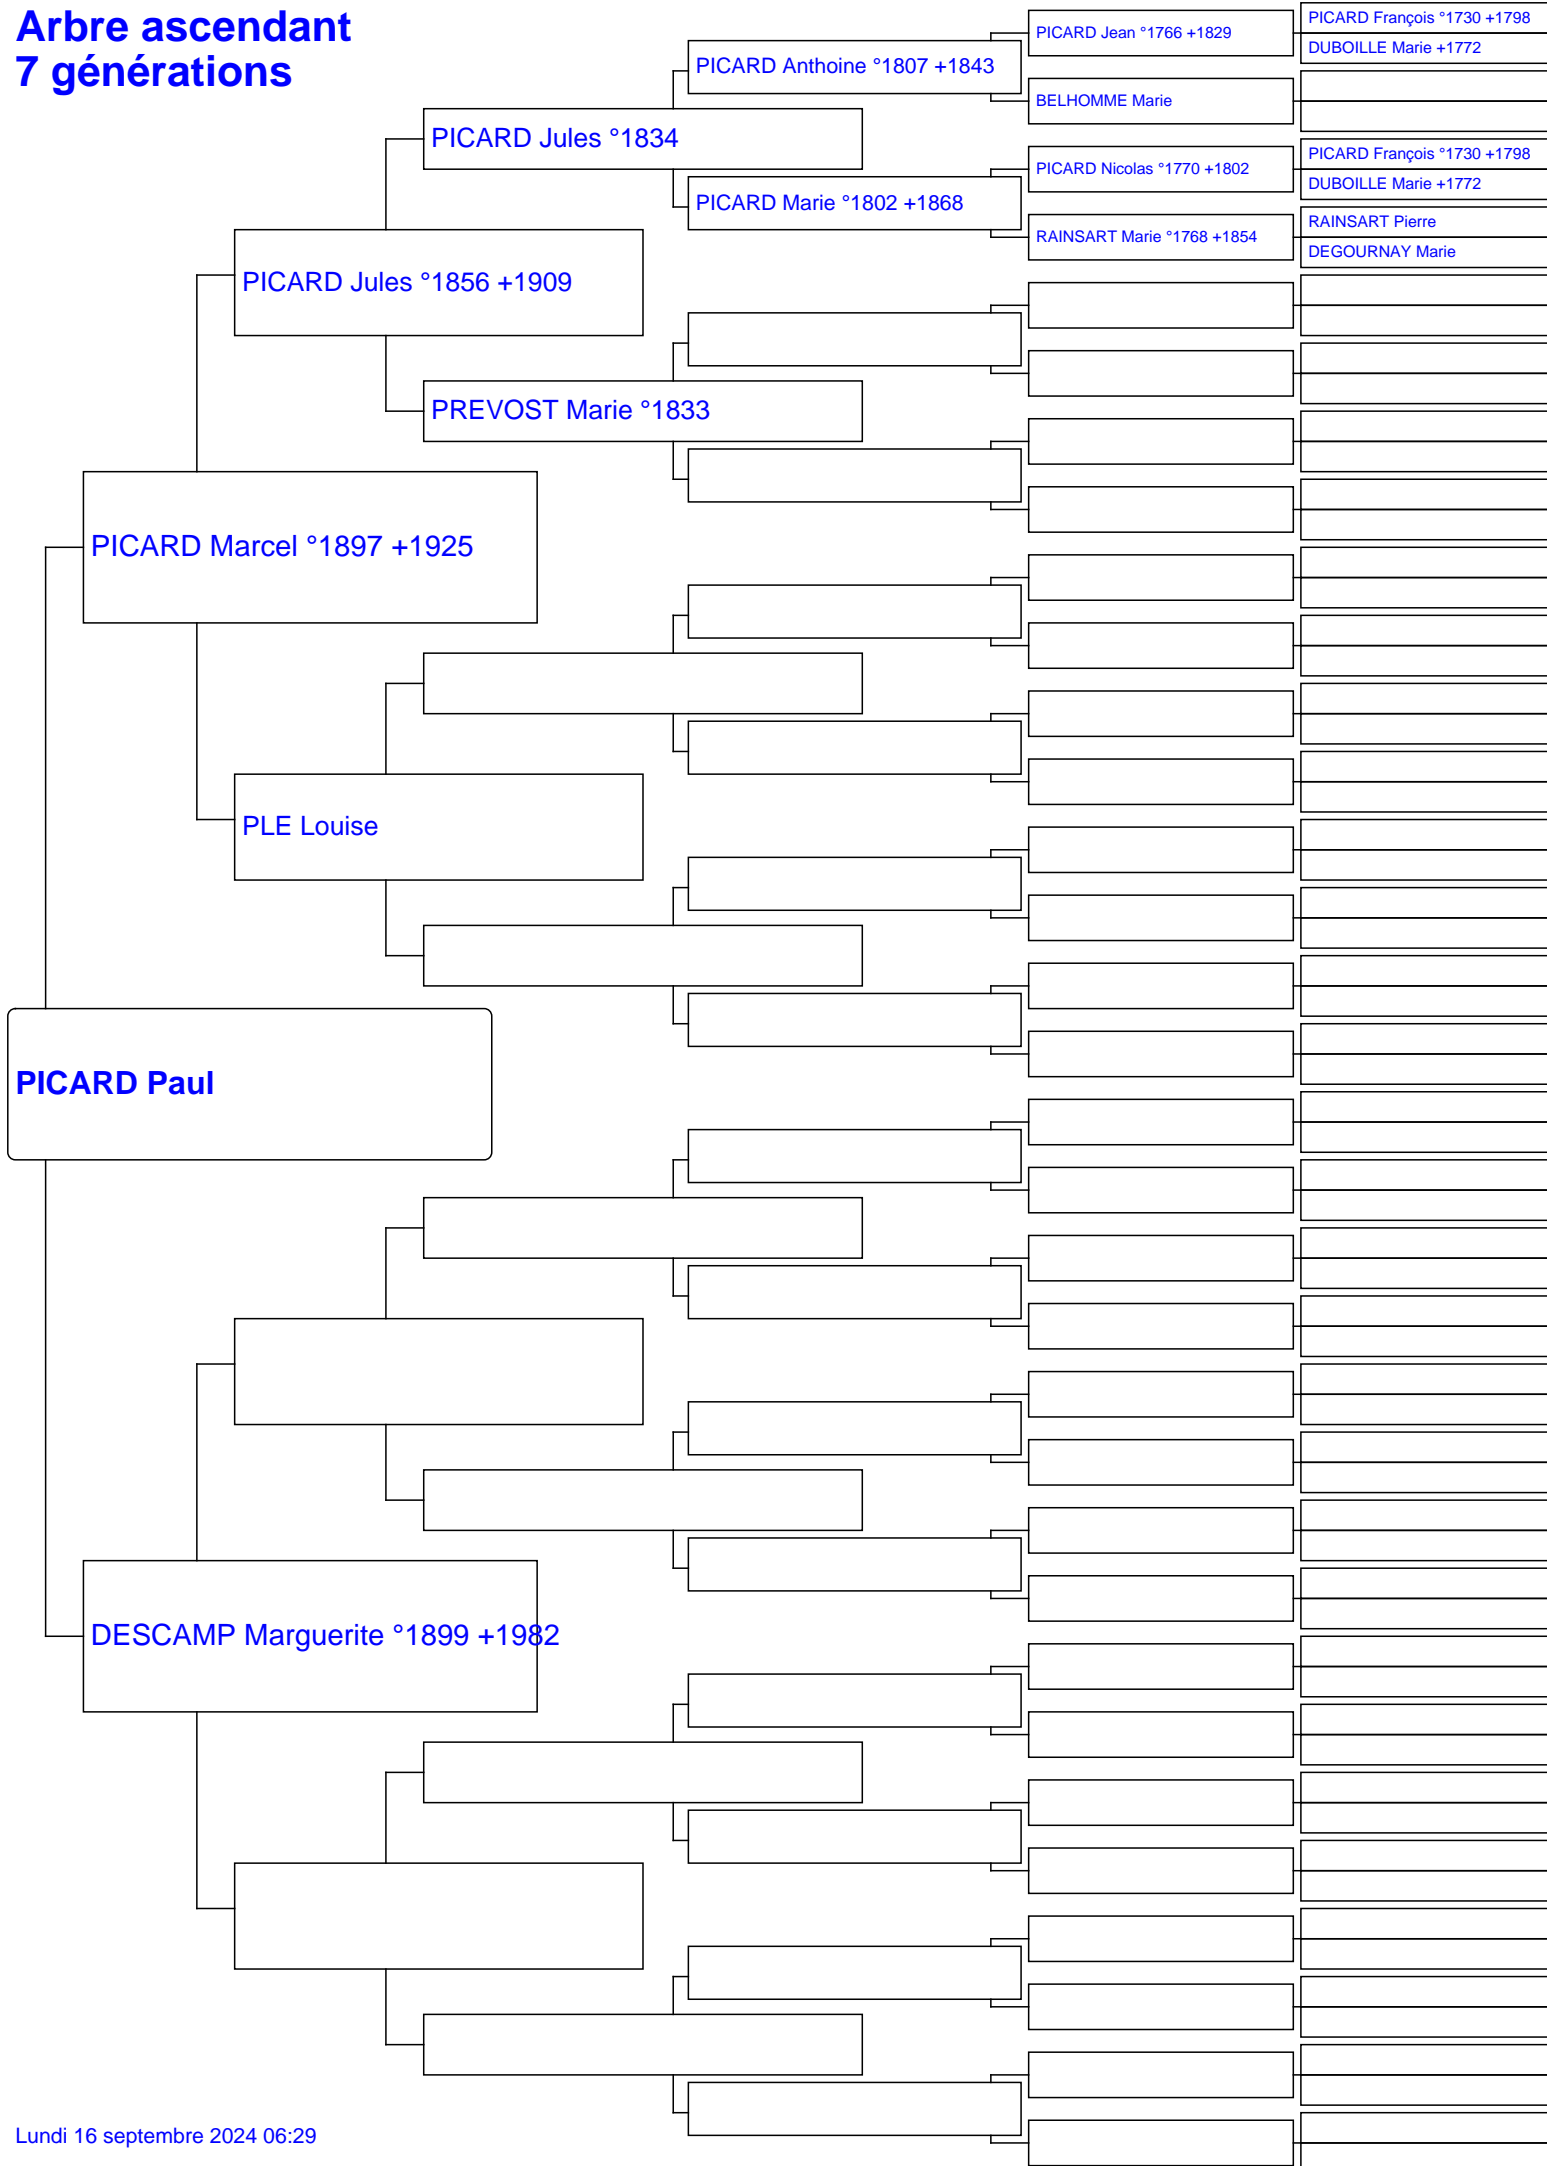 Arbre ascendant
7 générations
PICARD Jean °1766 +1829
PICARD François °1730 +1798
DUBOILLE Marie +1772
PICARD Anthoine °1807 +1843
BELHOMME Marie
PICARD Jules °1834
PICARD Nicolas °1770 +1802
PICARD François °1730 +1798
DUBOILLE Marie +1772
PICARD Marie °1802 +1868
RAINSART Marie °1768 +1854
RAINSART Pierre
DEGOURNAY Marie
PICARD Jules °1856 +1909
PREVOST Marie °1833
PICARD Marcel °1897 +1925
PLE Louise
PICARD Paul
DESCAMP Marguerite °1899 +1982
Lundi 16 septembre 2024 06:29